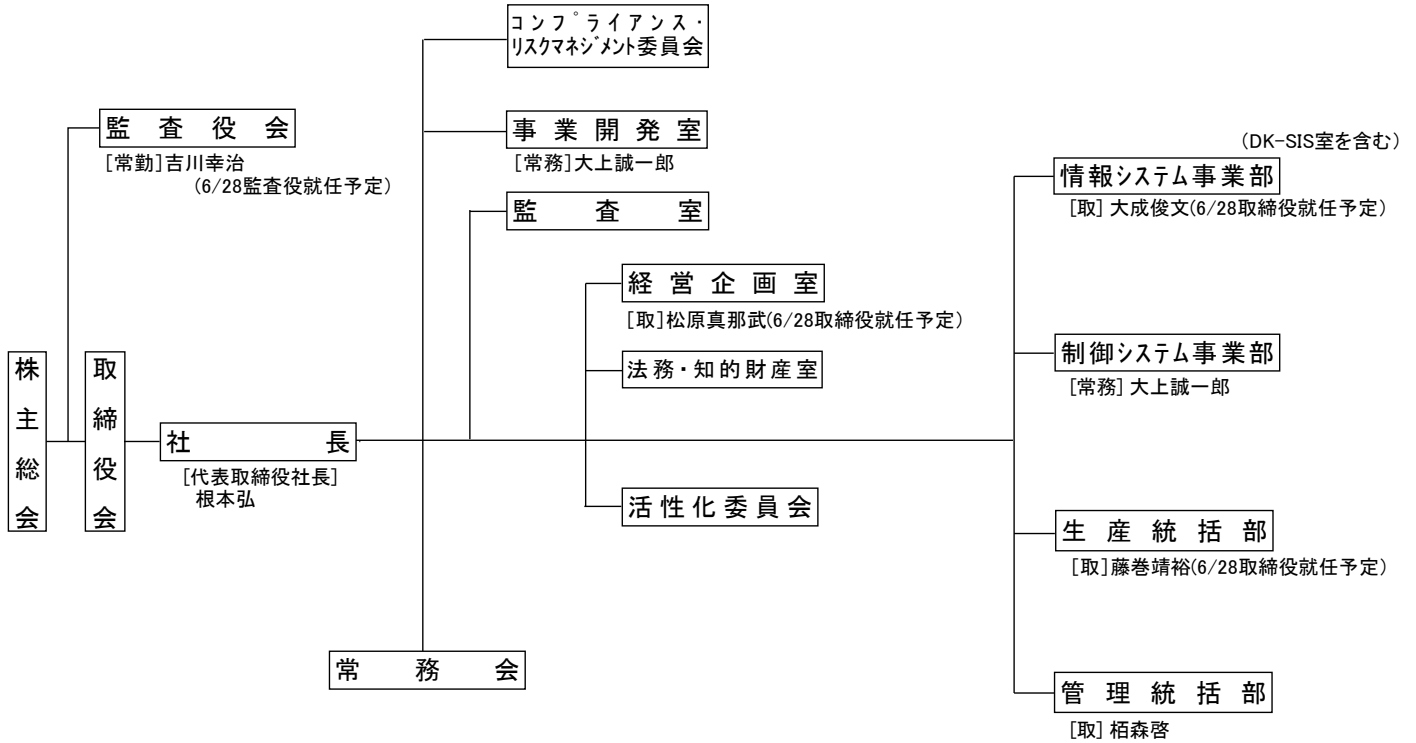 コンプライアンス・
リスクマネジメント委員会
監査役会
[常勤]吉川幸治
(6/28監査役就任予定)
事業開発室
[常務]大上誠一郎
監査室
(DK-SIS室を含む)
情報システム事業部
[取] 大成俊文(6/28取締役就任予定)
経営企画室
[取]松原真那武(6/28取締役就任予定)
法務・知的財産室
制御システム事業部
[常務] 大上誠一郎
株主総会
取締役会
社長
[代表取締役社長]
根本弘
活性化委員会
生産統括部
[取]藤巻靖裕(6/28取締役就任予定)
常務会
管理統括部
[取] 栢森啓